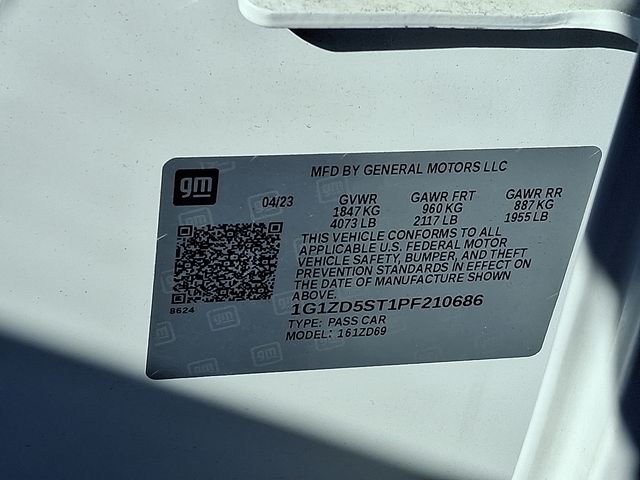 gm
MFD BY GENERAL MOTORS LLC
04/23 GVWR GAWR FRT GAWR RR
1847 KG 960 KG 887 KG
4073 LB 2117 LB 1955 LB
THIS VEHICLE CONFORMS TO ALL
APPLICABLE U.S. FEDERAL MOTOR
VEHICLE SAFETY, BUMPER, AND THEFT
PREVENTION STANDARDS IN EFFECT ON
THE DATE OF MANUFACTURE SHOWN
ABOVE.
8624
1G1ZD5ST1PF210686
TYPE: PASS CAR
MODEL: 161ZD69